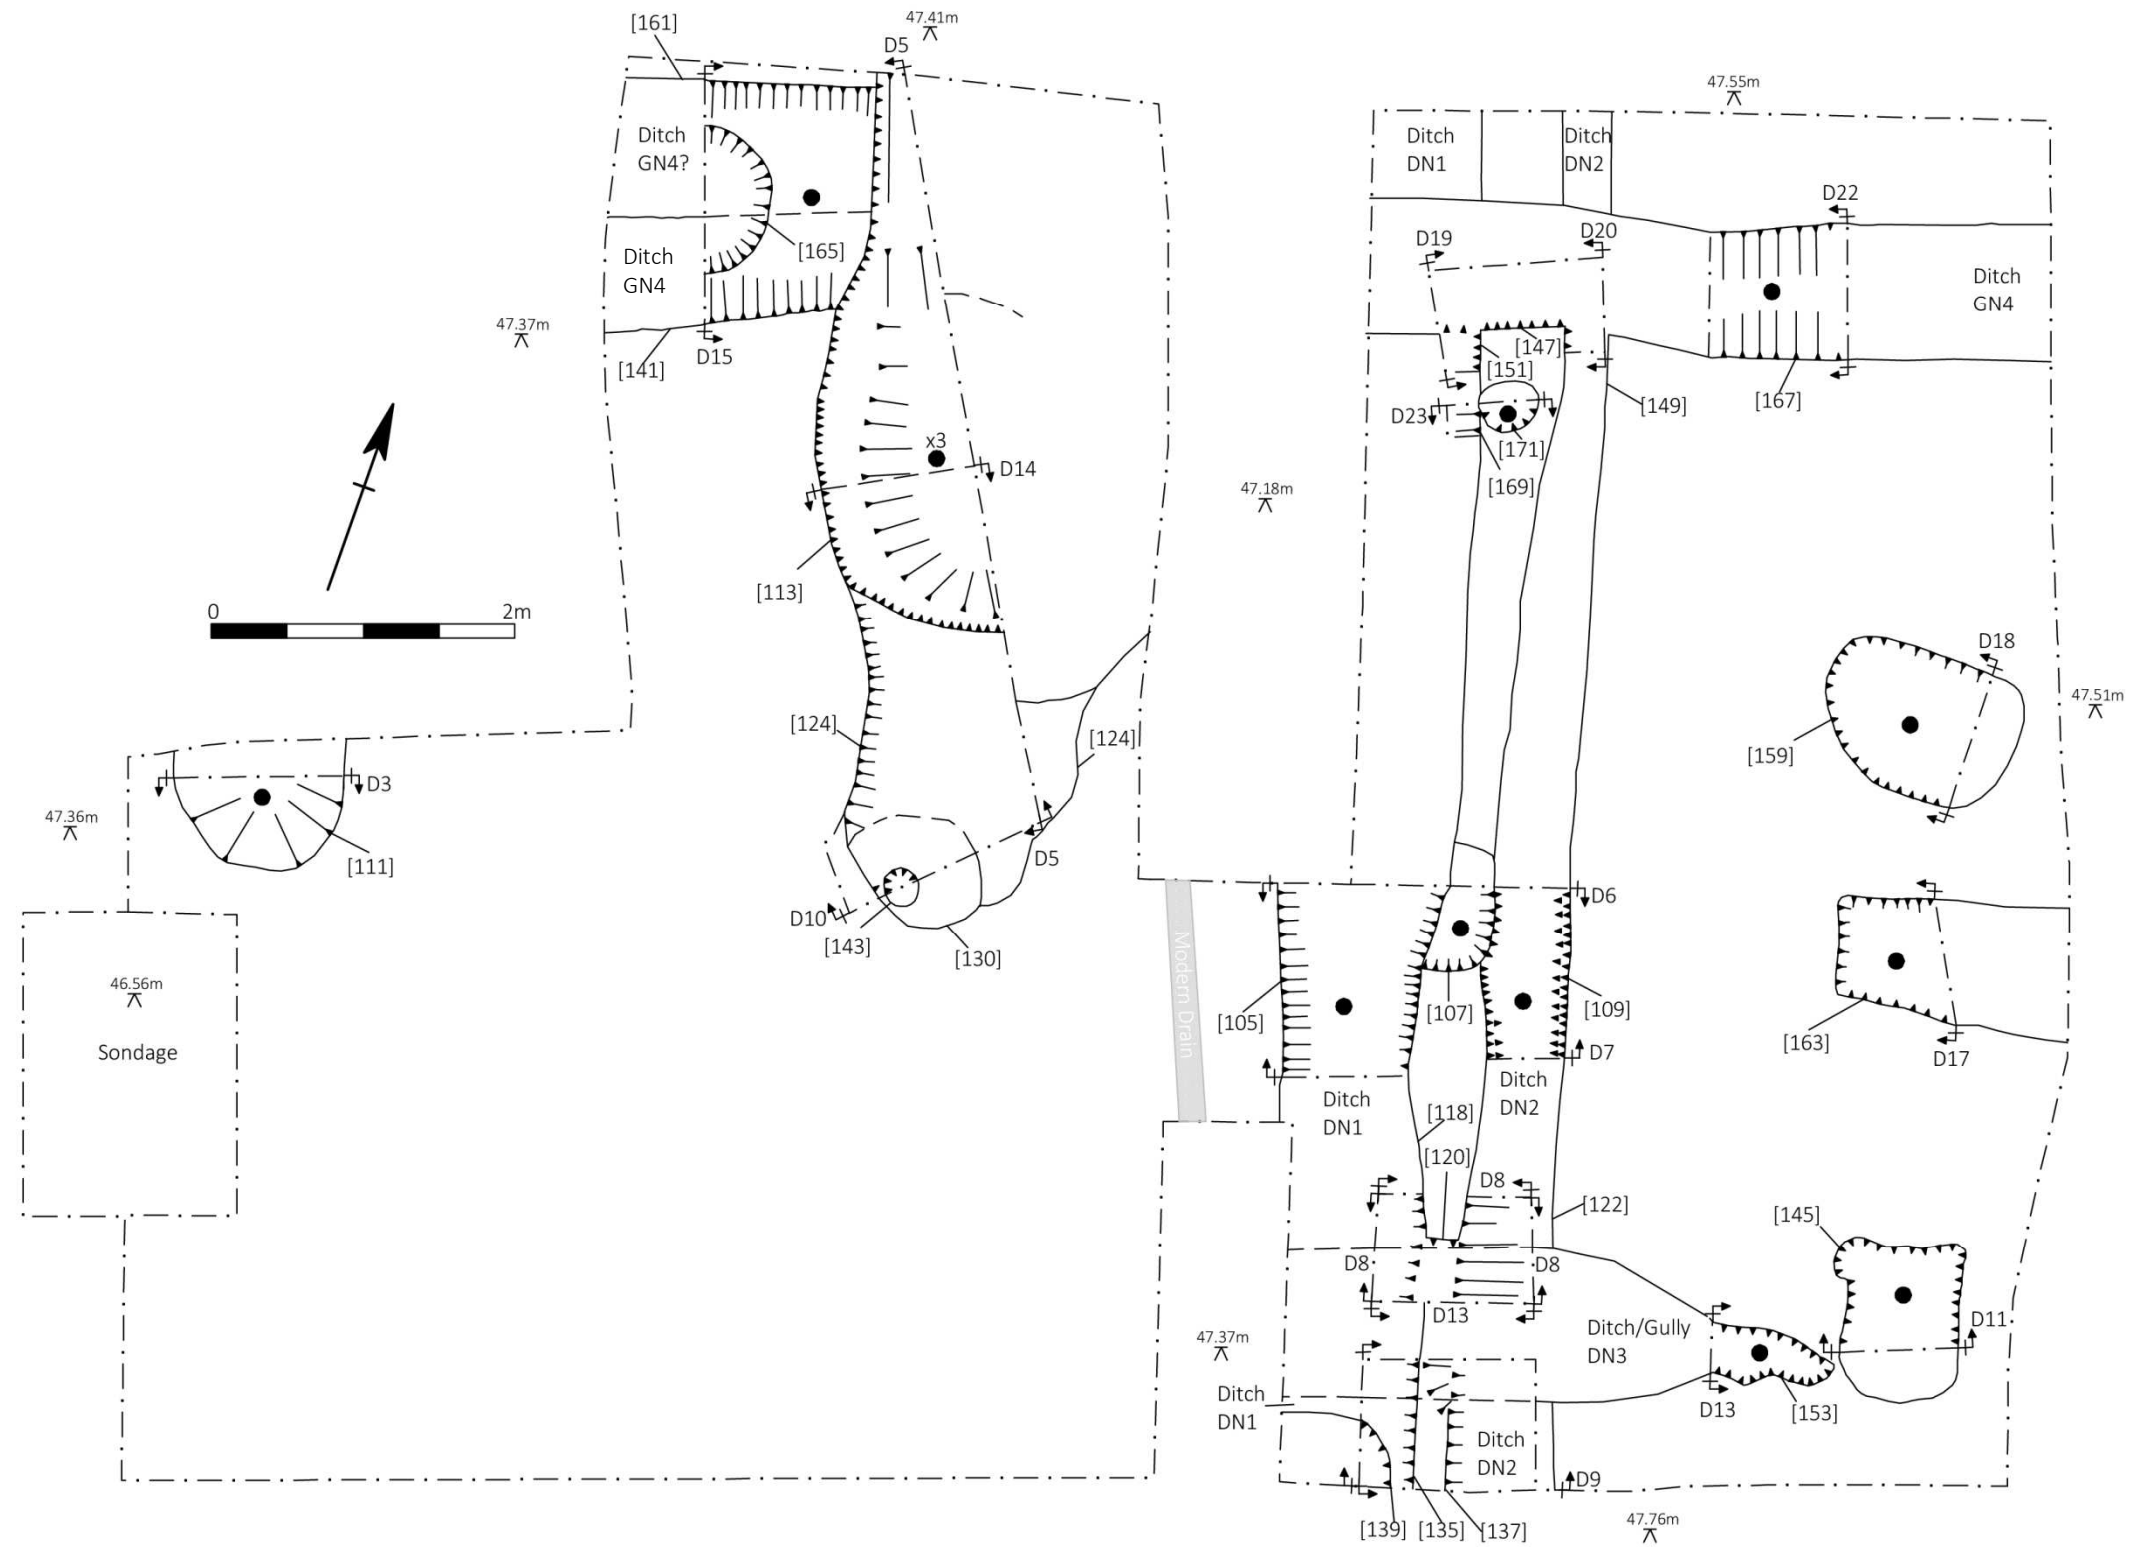 [161]
D5
47.41m
47.55m
Ditch
GN4?
Ditch
DN1
Ditch
DN2
D22
[165]
Ditch
GN4
D19
D20
Ditch
GN4
47.37m
D15
[141]
[147]
[151]
[167]
[149]
D23
[171]
x3
D14
[169]
47.18m
[113]
0
2m
D18
47.51m
[124]
[124]
[159]
D3
47.36m
[111]
D5
D10
[143]
[130]
D6
Modern Drain
46.56m
Sondage
[105]
[107]
[109]
[163]
D7
D17
Ditch
DN1
Ditch
DN2
[118]
[120]
D8
[122]
[145]
D8
D8
D13
47.37m
Ditch/Gully
DN3
D11
Ditch
DN1
D13
[153]
Ditch
DN2
D9
[139]
[135]
[137]
47.76m